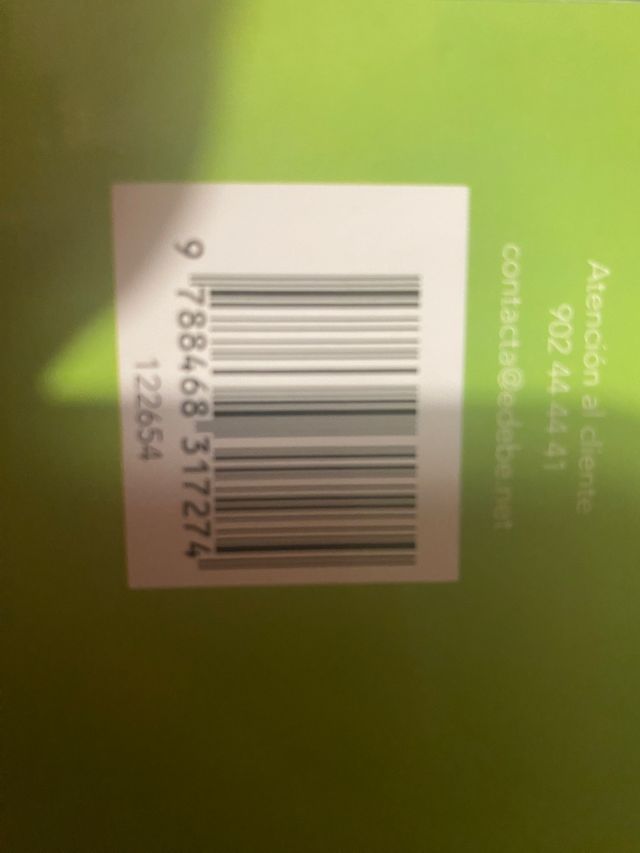 Atención al cliente
902 44 44 41
contacta@edebe.net
9 788468 317274
122654